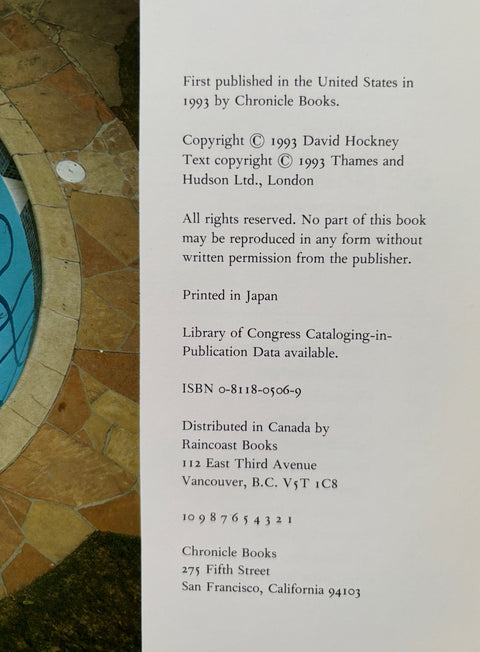 First published in the United States in
1993 by Chronicle Books.
Copyright © 1993 David Hockney
Text copyright © 1993 Thames and
Hudson Ltd., London
All rights reserved. No part of this book
may be reproduced in any form without
written permission from the publisher.
Printed in Japan
Library of Congress Cataloging-in-
Publication Data available.
ISBN 0-8118-0506-9
Distributed in Canada by
Raincoast Books
112 East Third Avenue
Vancouver, B.C. V5T 1C8
10 9 8 7 6 5 4 3 2 1
Chronicle Books
275 Fifth Street
San Francisco, California 94103